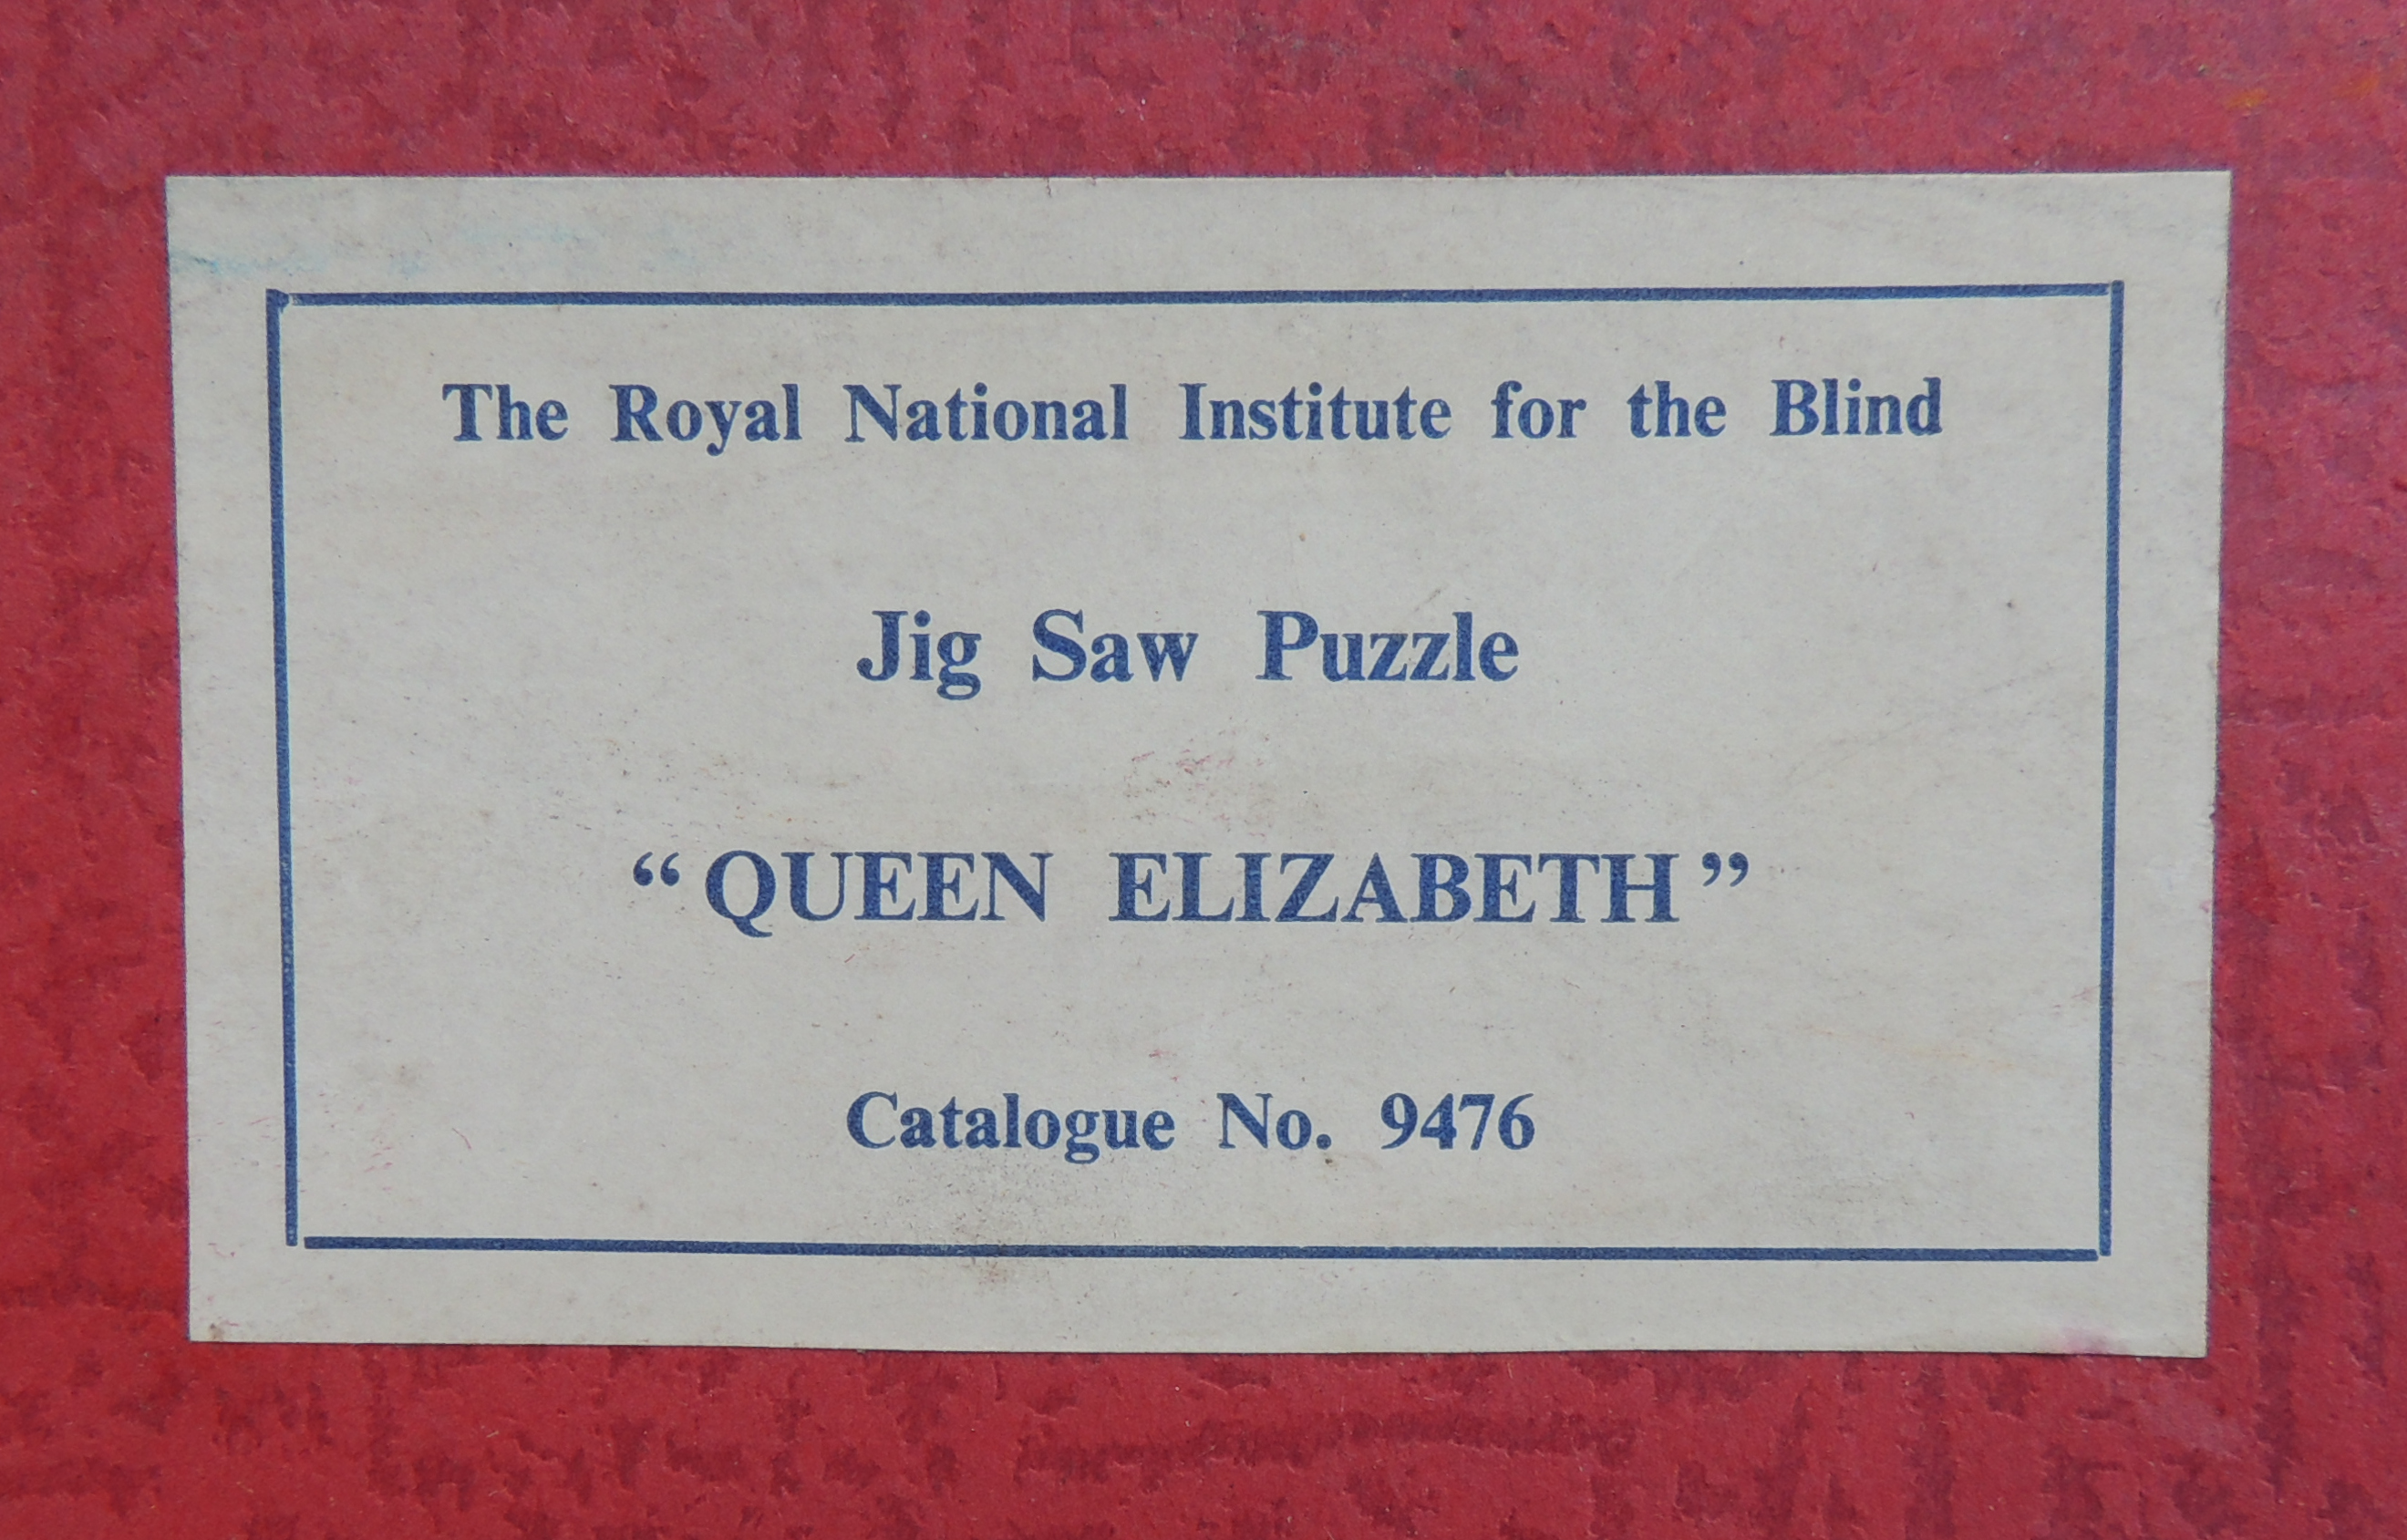 The Royal National Institute for the Blind
Jig Saw Puzzle
“QUEEN ELIZABETH”
Catalogue No. 9476